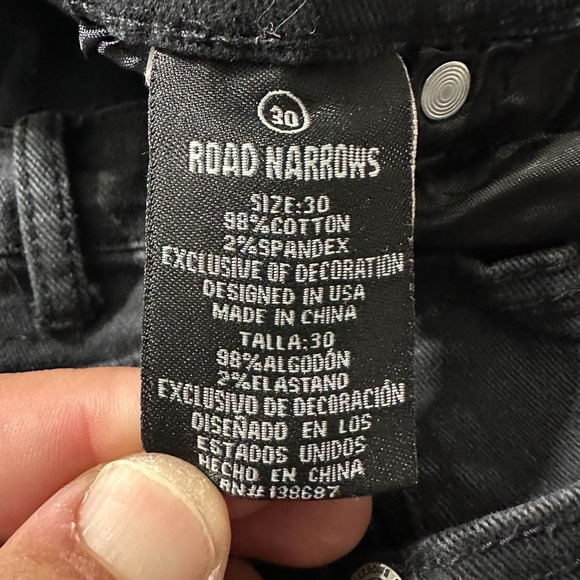 30
ROAD NARROWS
SIZE:30
98%COTTON
2%SPANDEX
EXCLUSIVE OF DECORATION
DESIGNED IN USA
MADE IN CHINA
TALLA:30
98%ALGODÓN
2%ELASTANO
EXCLUSIVO DE DECORACIÓN
DISEÑADO EN LOS
ESTADOS UNIDOS
HECHO EN CHINA
RN# 138687